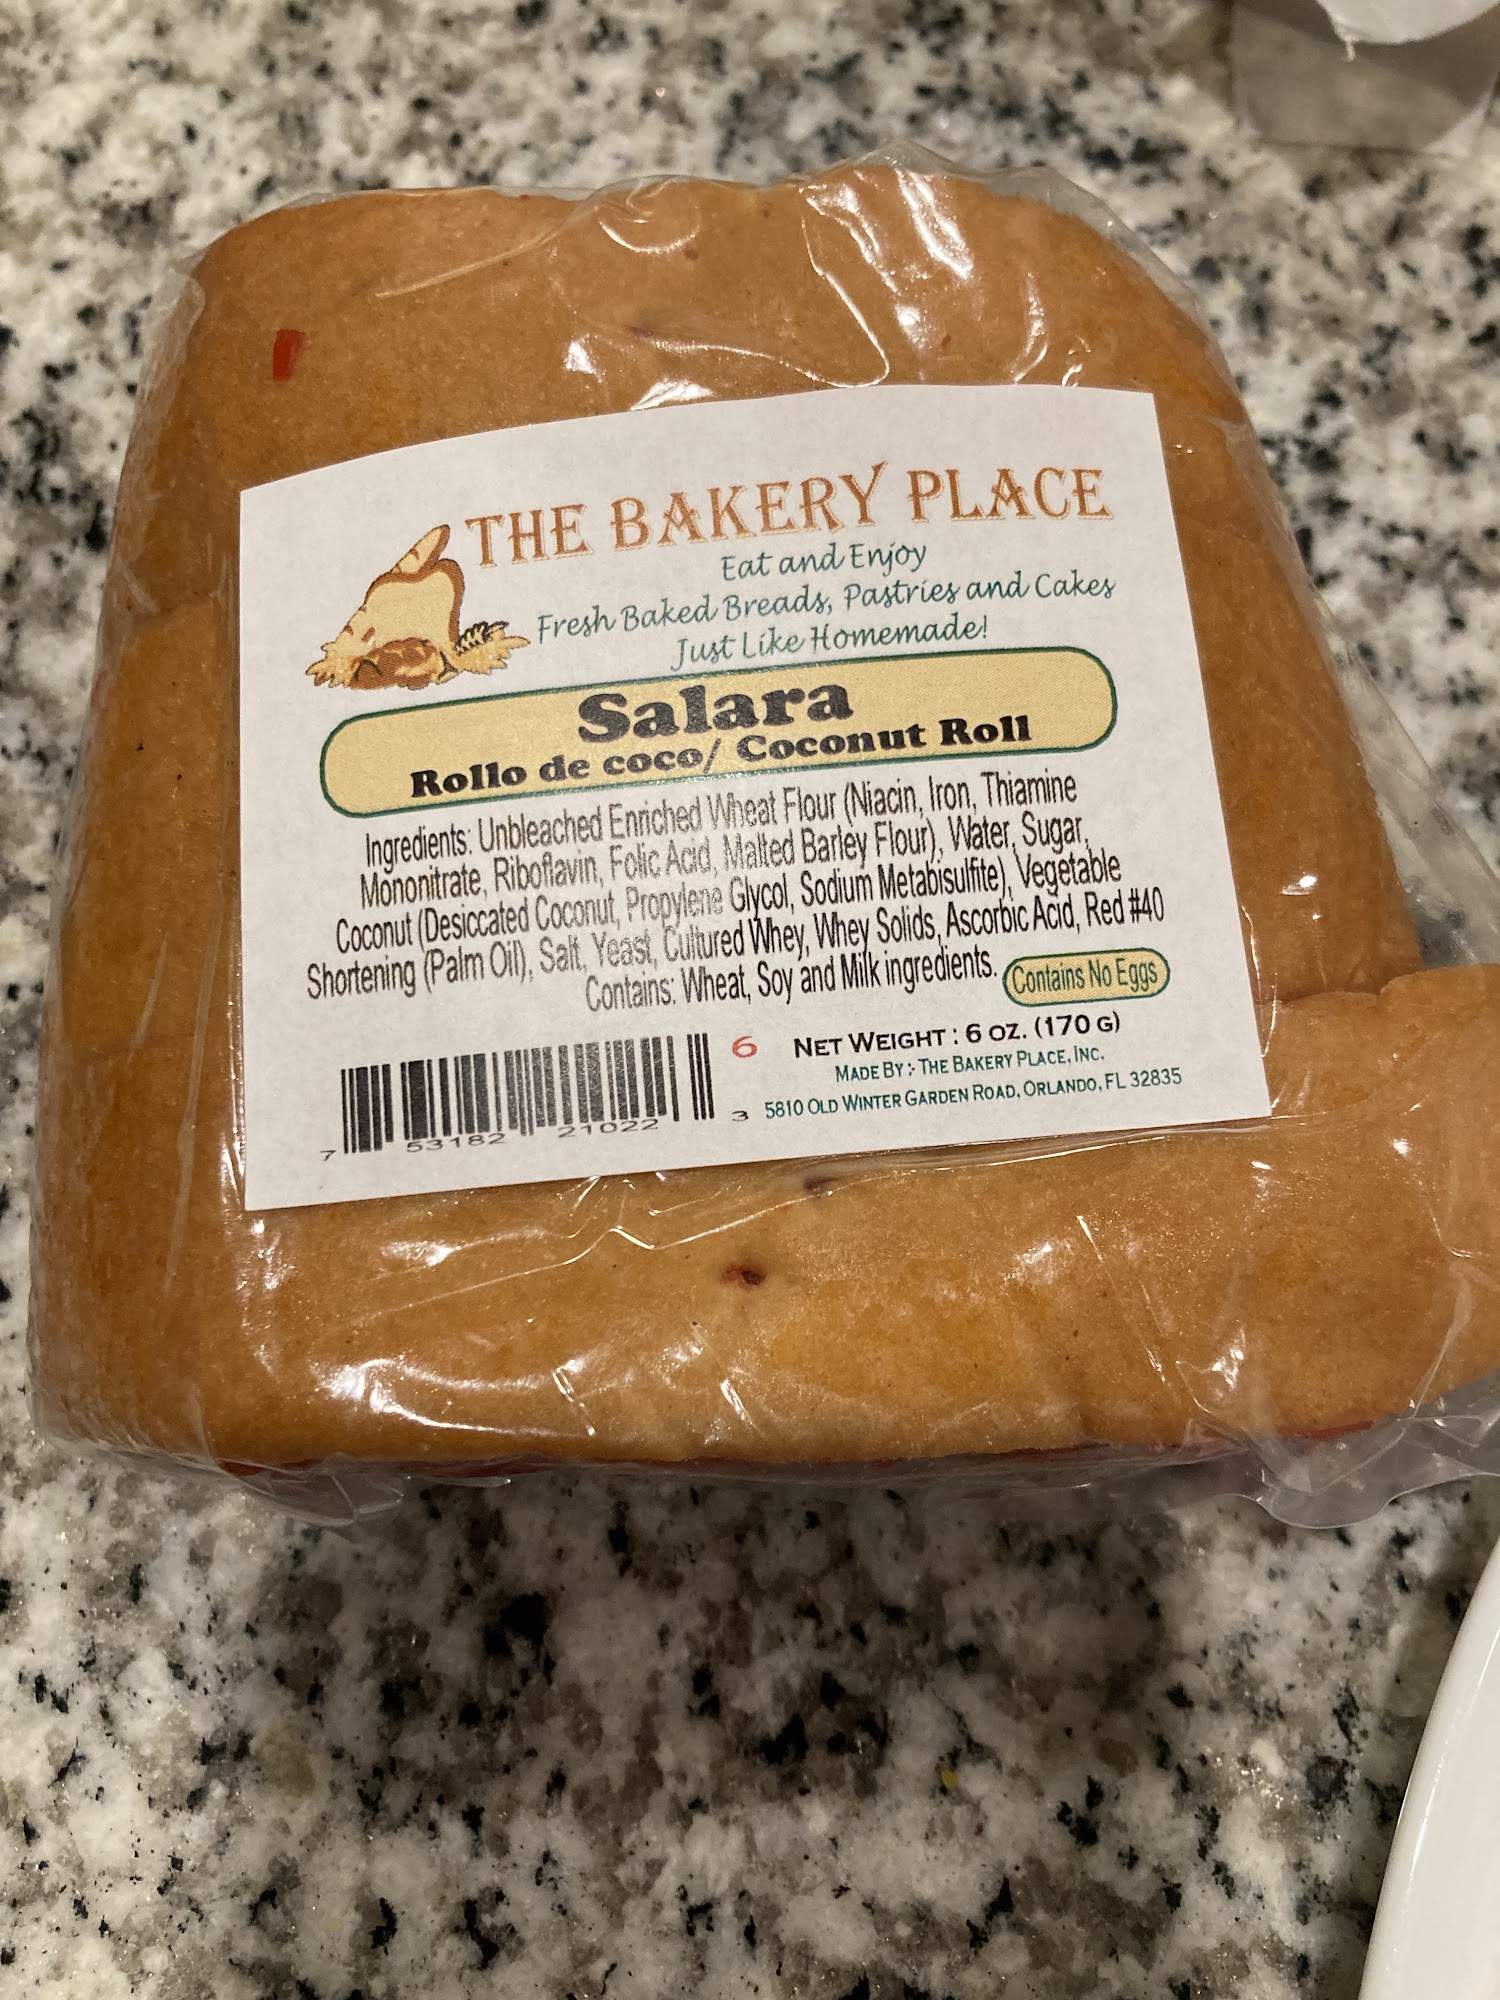 THE BAKERY PLACE
Eat and Enjoy
Fresh Baked Breads, Pastries and Cakes
Just Like Homemade!
Salara
Rollo de coco/ Coconut Roll
Ingredients: Unbleached Enriched Wheat Flour (Niacin, Iron, Thiamine
Mononitrate, Riboflavin, Folic Acid, Malted Barley Flour), Water, Sugar,
Coconut (Desiccated Coconut, Propylene Glycol, Sodium Metabisulfite), Vegetable
Shortening (Palm Oil), Salt, Yeast, Cultured Whey, Whey Solids, Ascorbic Acid, Red #40
Contains: Wheat, Soy and Milk ingredients.
Contains No Eggs
6
NET WEIGHT : 6 OZ. (170 G)
MADE BY :- THE BAKERY PLACE, INC.
5810 OLD WINTER GARDEN ROAD, ORLANDO, FL 32835
7 53182 21022 3